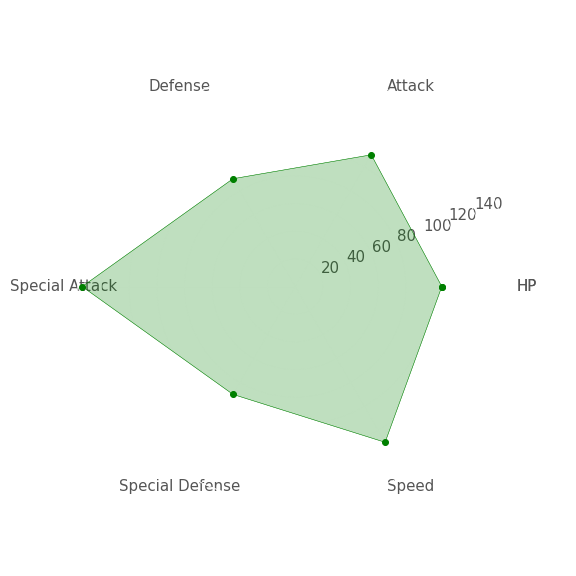 Defense
Attack
140
120
100
80
60
40
20
Special Attack
HP
Special Defense
Speed